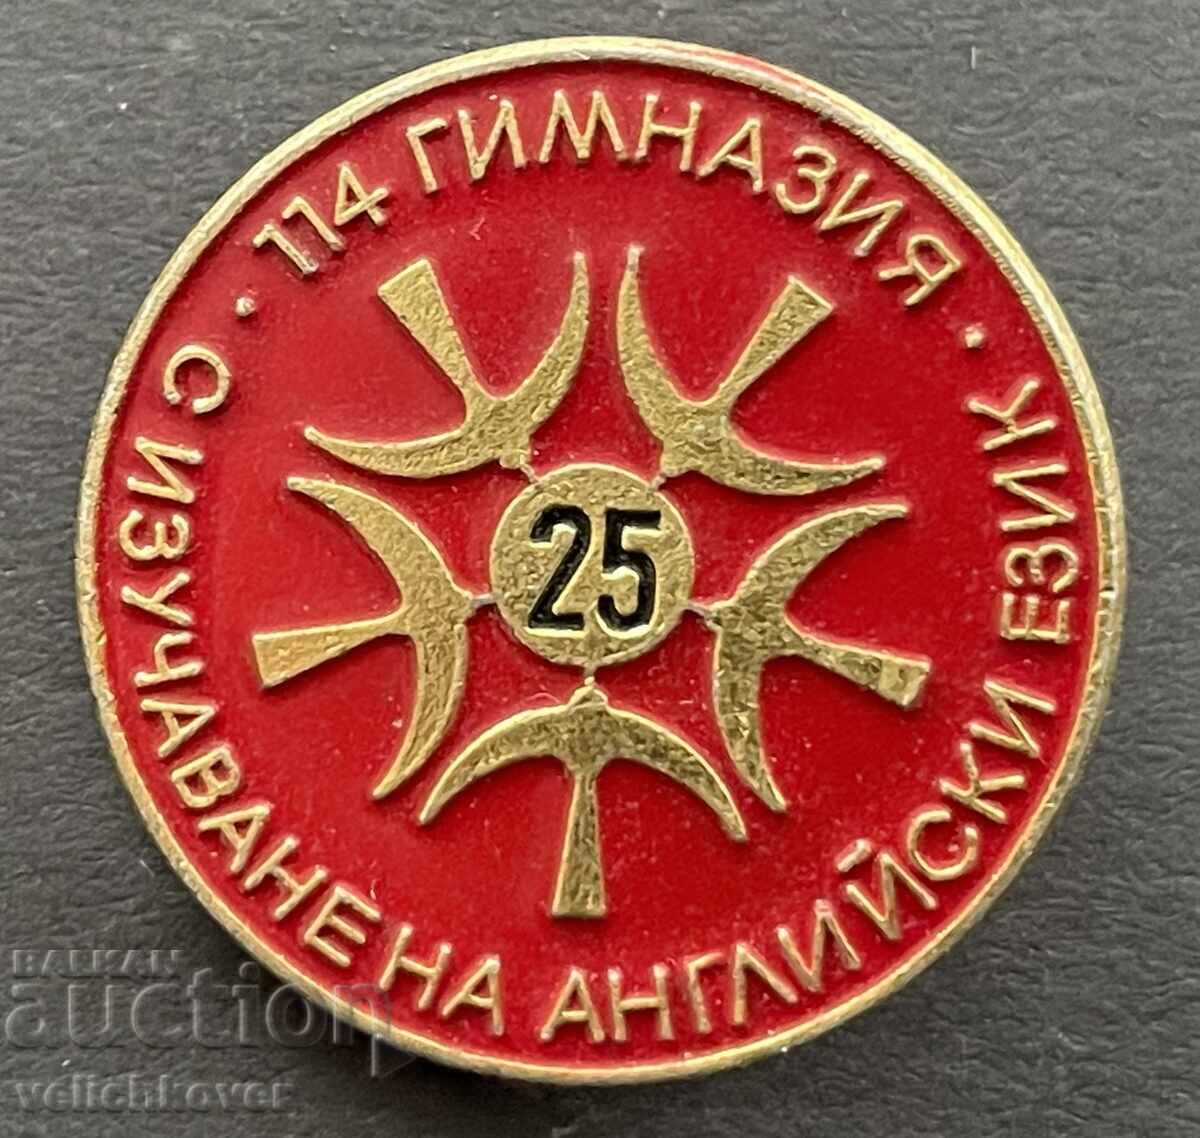 · 114 ГИМНАЗИЯ ·
С ИЗУЧАВАНЕ НА АНГЛИЙСКИ ЕЗИК
25
BALKAN
auction
velichkover